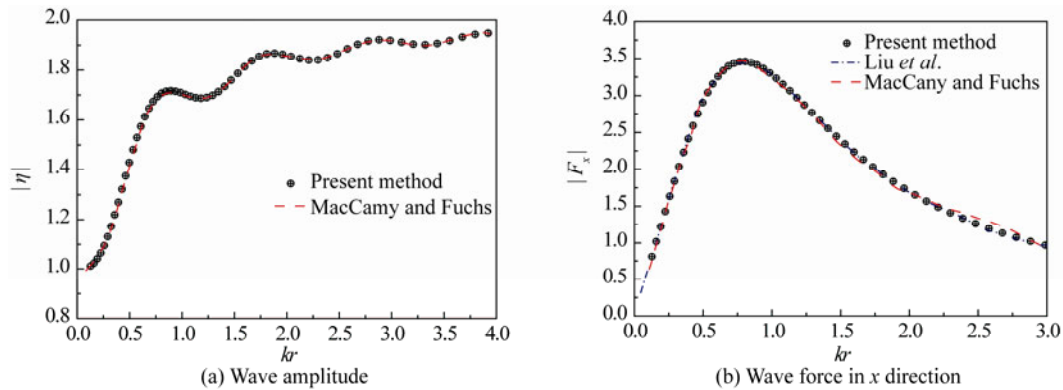 2.0
1.8
1.6
1.4
1.2
1.0
0.8
|η|
Present method
MacCamy and Fuchs
0.0 0.5 1.0 1.5 2.0 2.5 3.0 3.5 4.0
kr
(a) Wave amplitude
4.0
3.5
3.0
2.5
2.0
1.5
1.0
0.5
0.0
|Fx|
Present method
Liu et al.
MacCany and Fuchs
0.0 0.5 1.0 1.5 2.0 2.5 3.0
kr
(b) Wave force in x direction